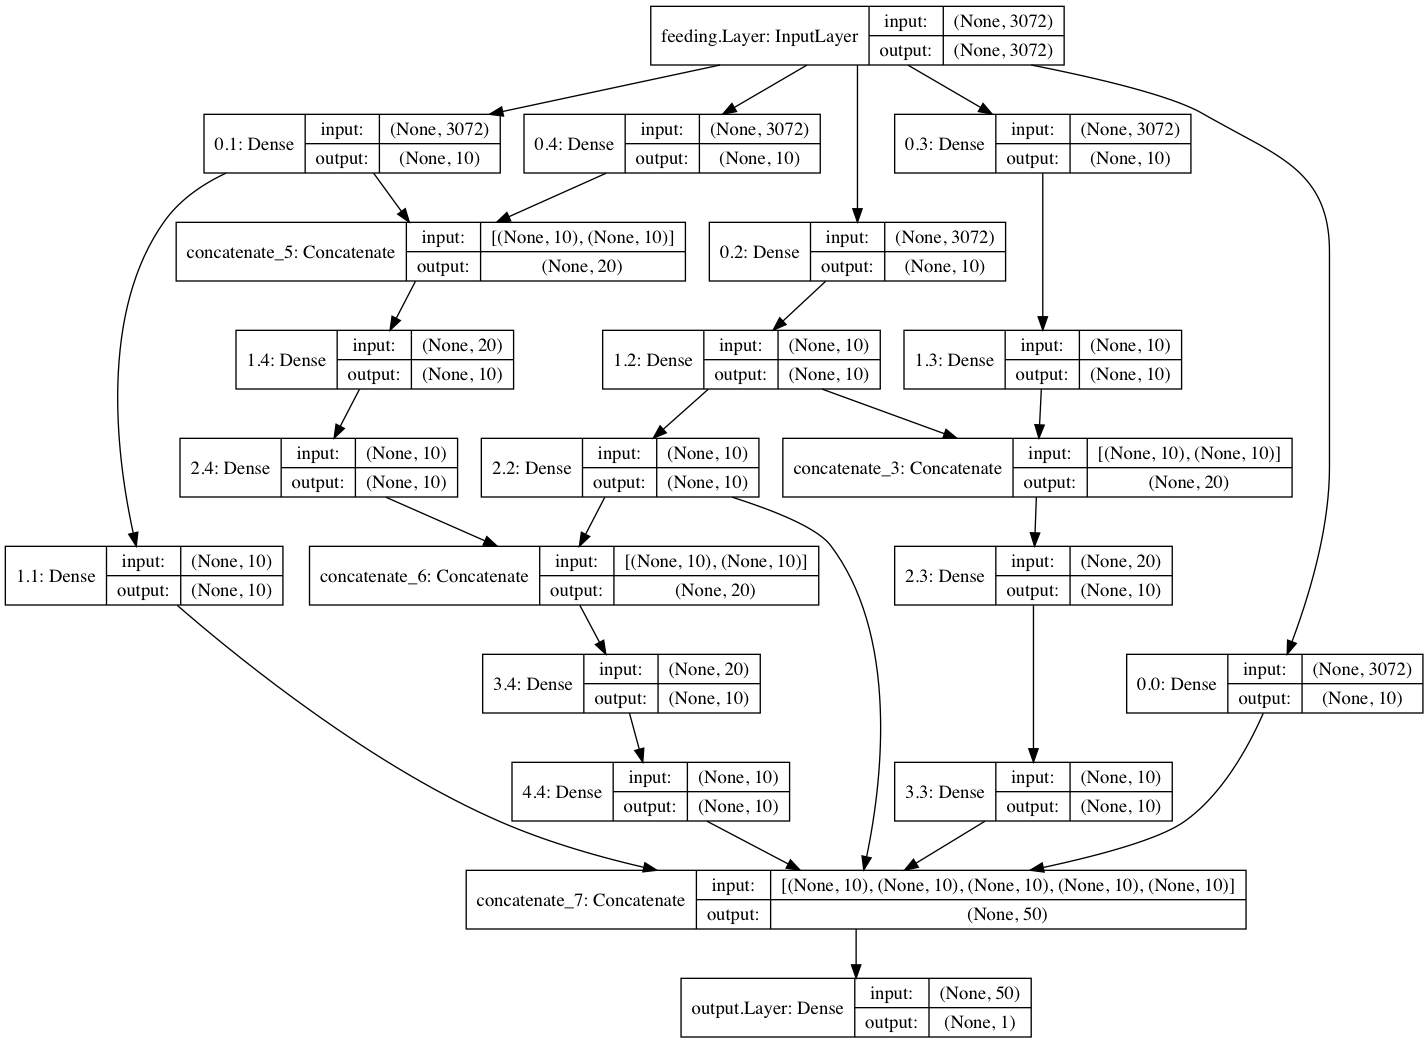 feeding.Layer: InputLayer
input: (None, 3072)
output: (None, 3072)
0.1: Dense
input: (None, 3072)
output: (None, 10)
0.4: Dense
input: (None, 3072)
output: (None, 10)
0.3: Dense
input: (None, 3072)
output: (None, 10)
concatenate_5: Concatenate
input: [(None, 10), (None, 10)]
output: (None, 20)
0.2: Dense
input: (None, 3072)
output: (None, 10)
1.4: Dense
input: (None, 20)
output: (None, 10)
1.2: Dense
input: (None, 10)
output: (None, 10)
1.3: Dense
input: (None, 10)
output: (None, 10)
2.4: Dense
input: (None, 10)
output: (None, 10)
2.2: Dense
input: (None, 10)
output: (None, 10)
concatenate_3: Concatenate
input: [(None, 10), (None, 10)]
output: (None, 20)
1.1: Dense
input: (None, 10)
output: (None, 10)
concatenate_6: Concatenate
input: [(None, 10), (None, 10)]
output: (None, 20)
2.3: Dense
input: (None, 20)
output: (None, 10)
3.4: Dense
input: (None, 20)
output: (None, 10)
0.0: Dense
input: (None, 3072)
output: (None, 10)
4.4: Dense
input: (None, 10)
output: (None, 10)
3.3: Dense
input: (None, 10)
output: (None, 10)
concatenate_7: Concatenate
input: [(None, 10), (None, 10), (None, 10), (None, 10), (None, 10)]
output: (None, 50)
output.Layer: Dense
input: (None, 50)
output: (None, 1)